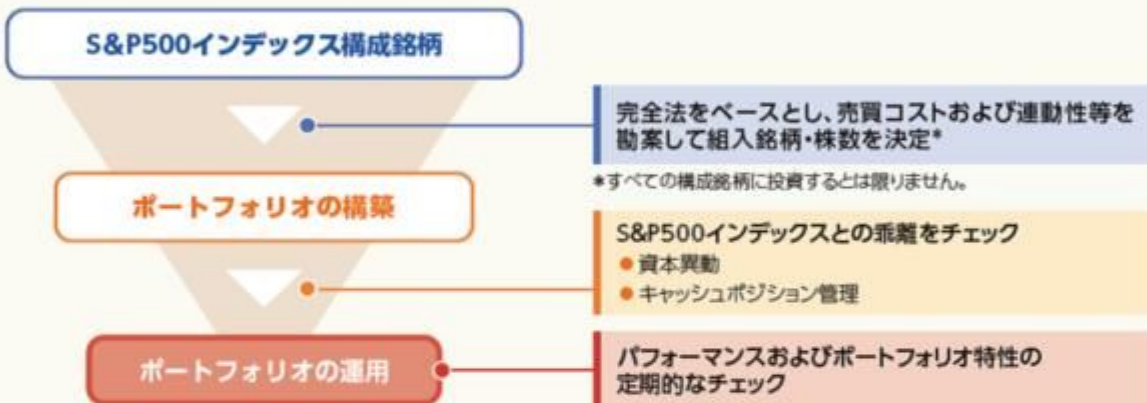 S&P500インデックス構成銘柄
完全法をベースとし、売買コストおよび連動性等を
勘案して組入銘柄・株数を決定*
*すべての構成銘柄に投資するとは限りません。
ポートフォリオの構築
S&P500インデックスとの乖離をチェック
●資本異動
●キャッシュポジション管理
ポートフォリオの運用
パフォーマンスおよびポートフォリオ特性の
定期的なチェック